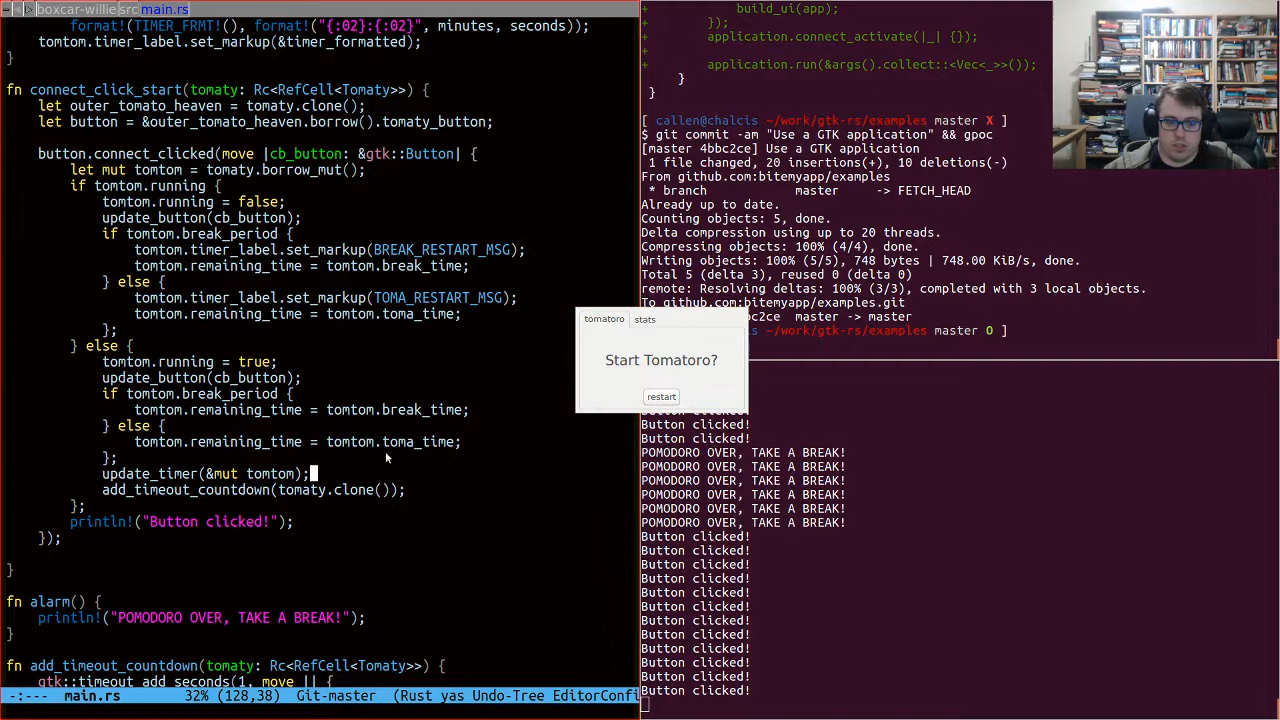 boxcar-willie src main.rs
format!(TIMER_FRMT!(), format!("{:02}:{:02}", minutes, seconds));
tomtom.timer_label.set_markup(&timer_formatted);
}
fn connect_click_start(tomaty: Rc<RefCell<Tomaty>>) {
let outer_tomato_heaven = tomaty.clone();
let button = &outer_tomato_heaven.borrow().tomaty_button;
button.connect_clicked(move |cb_button: &gtk::Button| {
let mut tomtom = tomaty.borrow_mut();
if tomtom.running {
tomtom.running = false;
update_button(cb_button);
if tomtom.break_period {
tomtom.timer_label.set_markup(BREAK_RESTART_MSG);
tomtom.remaining_time = tomtom.break_time;
} else {
tomtom.timer_label.set_markup(TOMA_RESTART_MSG);
tomtom.remaining_time = tomtom.toma_time;
};
} else {
tomtom.running = true;
update_button(cb_button);
if tomtom.break_period {
tomtom.remaining_time = tomtom.break_time;
} else {
tomtom.remaining_time = tomtom.toma_time;
};
update_timer(&mut tomtom);
add_timeout_countdown(tomaty.clone());
};
println!("Button clicked!");
});
}
fn alarm() {
println!("POMODORO OVER, TAKE A BREAK!");
}
fn add_timeout_countdown(tomaty: Rc<RefCell<Tomaty>>) {
gtk::timeout_add_seconds(1, move || {
-:--- main.rs 32% (128,38) Git-master (Rust yas Undo-Tree EditorConfi
+ build_ui(app);
+ });
+ application.connect_activate(|_| {});
+
+ application.run(&args().collect::<Vec<_>>());
}
}
[ callen@chalcis ~/work/gtk-rs/examples master X ]
$ git commit -am "Use a GTK application" && gpoc
[master 4bbc2ce] Use a GTK application
1 file changed, 20 insertions(+), 10 deletions(-)
From github.com:bitemyapp/examples
* branch master -> FETCH_HEAD
Already up to date.
Counting objects: 5, done.
Delta compression using up to 20 threads.
Compressing objects: 100% (4/4), done.
Writing objects: 100% (5/5), 748 bytes | 748.00 KiB/s, done.
Total 5 (delta 3), reused 0 (delta 0)
remote: Resolving deltas: 100% (3/3), completed with 3 local objects.
To github.com:bitemyapp/examples.git
c2ce master -> master
s ~/work/gtk-rs/examples master O ]
tomatoro stats
Start Tomatoro?
restart
Button clicked!
Button clicked!
Button clicked!
POMODORO OVER, TAKE A BREAK!
POMODORO OVER, TAKE A BREAK!
POMODORO OVER, TAKE A BREAK!
POMODORO OVER, TAKE A BREAK!
POMODORO OVER, TAKE A BREAK!
POMODORO OVER, TAKE A BREAK!
Button clicked!
Button clicked!
Button clicked!
Button clicked!
Button clicked!
Button clicked!
Button clicked!
Button clicked!
Button clicked!
Button clicked!
Button clicked!
Button clicked!